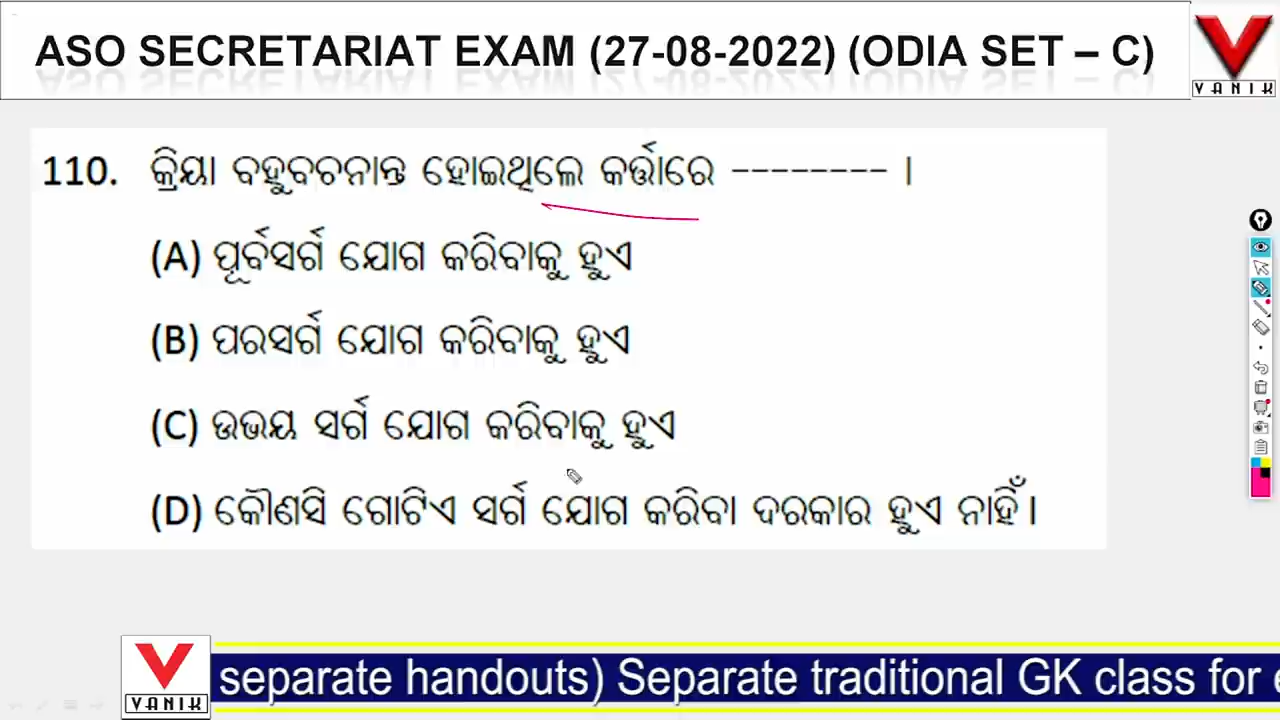 ASO SECRETARIAT EXAM (27-08-2022) (ODIA SET – C)
VANIK
110. କ୍ରିୟା ବହୁବଚନାନ୍ତ ହୋଇଥିଲେ କର୍ତ୍ତାରେ -------- ।
(A) ପୂର୍ବସର୍ଗ ଯୋଗ କରିବାକୁ ହୁଏ
(B) ପରସର୍ଗ ଯୋଗ କରିବାକୁ ହୁଏ
(C) ଉଭୟ ସର୍ଗ ଯୋଗ କରିବାକୁ ହୁଏ
(D) କୌଣସି ଗୋଟିଏ ସର୍ଗ ଯୋଗ କରିବା ଦରକାର ହୁଏ ନାହିଁ।
VANIK
separate handouts) Separate traditional GK class for e